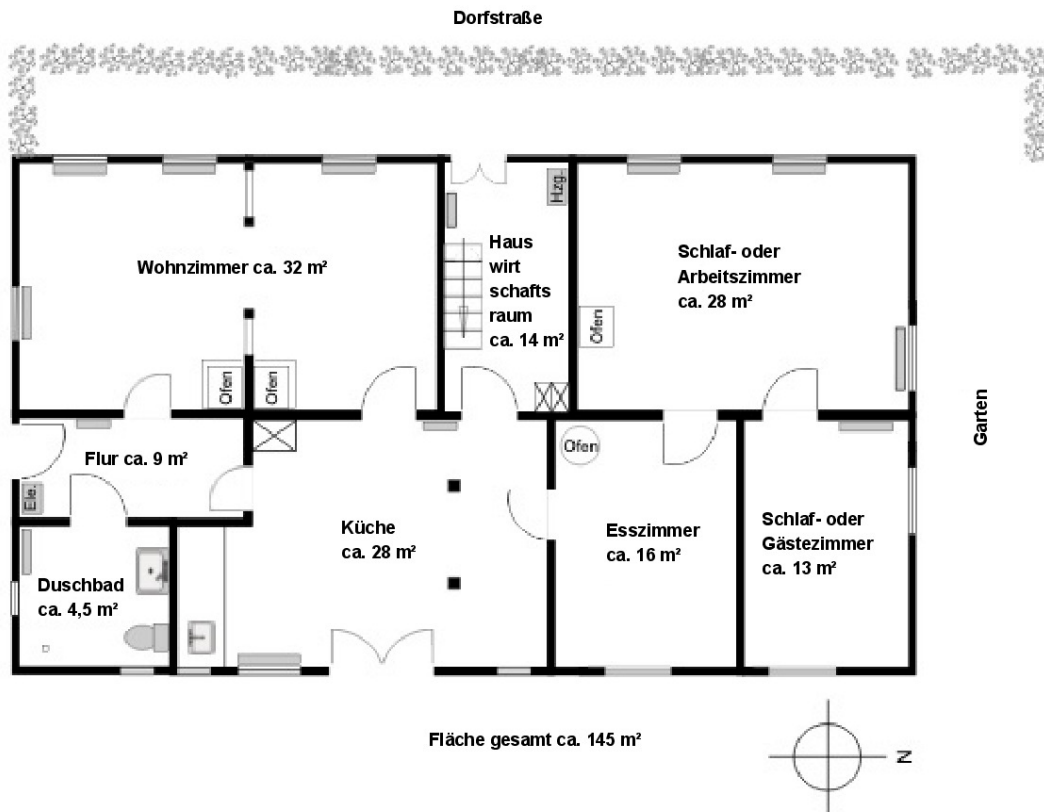 Dorfstraße
Wohnzimmer ca. 32 m²
Ofen
Ofen
Haus
wirt
schafts
raum
ca. 14 m²
Hzg.
Schlaf- oder
Arbeitszimmer
ca. 28 m²
Ofen
Garten
Flur ca. 9 m²
Ele.
Duschbad
ca. 4,5 m²
Küche
ca. 28 m²
Ofen
Esszimmer
ca. 16 m²
Schlaf- oder
Gästezimmer
ca. 13 m²
Fläche gesamt ca. 145 m²
N